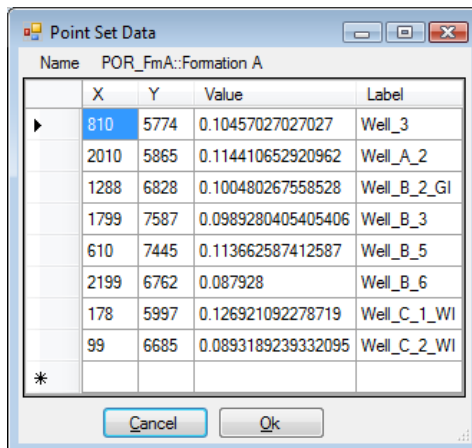 Point Set Data
Name POR_FmA::Formation A
X Y Value Label
810 5774 0.10457027027027 Well_3
2010 5865 0.114410652920962 Well_A_2
1288 6828 0.100480267558528 Well_B_2_GI
1799 7587 0.0989280405405406 Well_B_3
610 7445 0.113662587412587 Well_B_5
2199 6762 0.087928 Well_B_6
178 5997 0.126921092278719 Well_C_1_WI
99 6685 0.0893189239332095 Well_C_2_WI
Cancel Ok